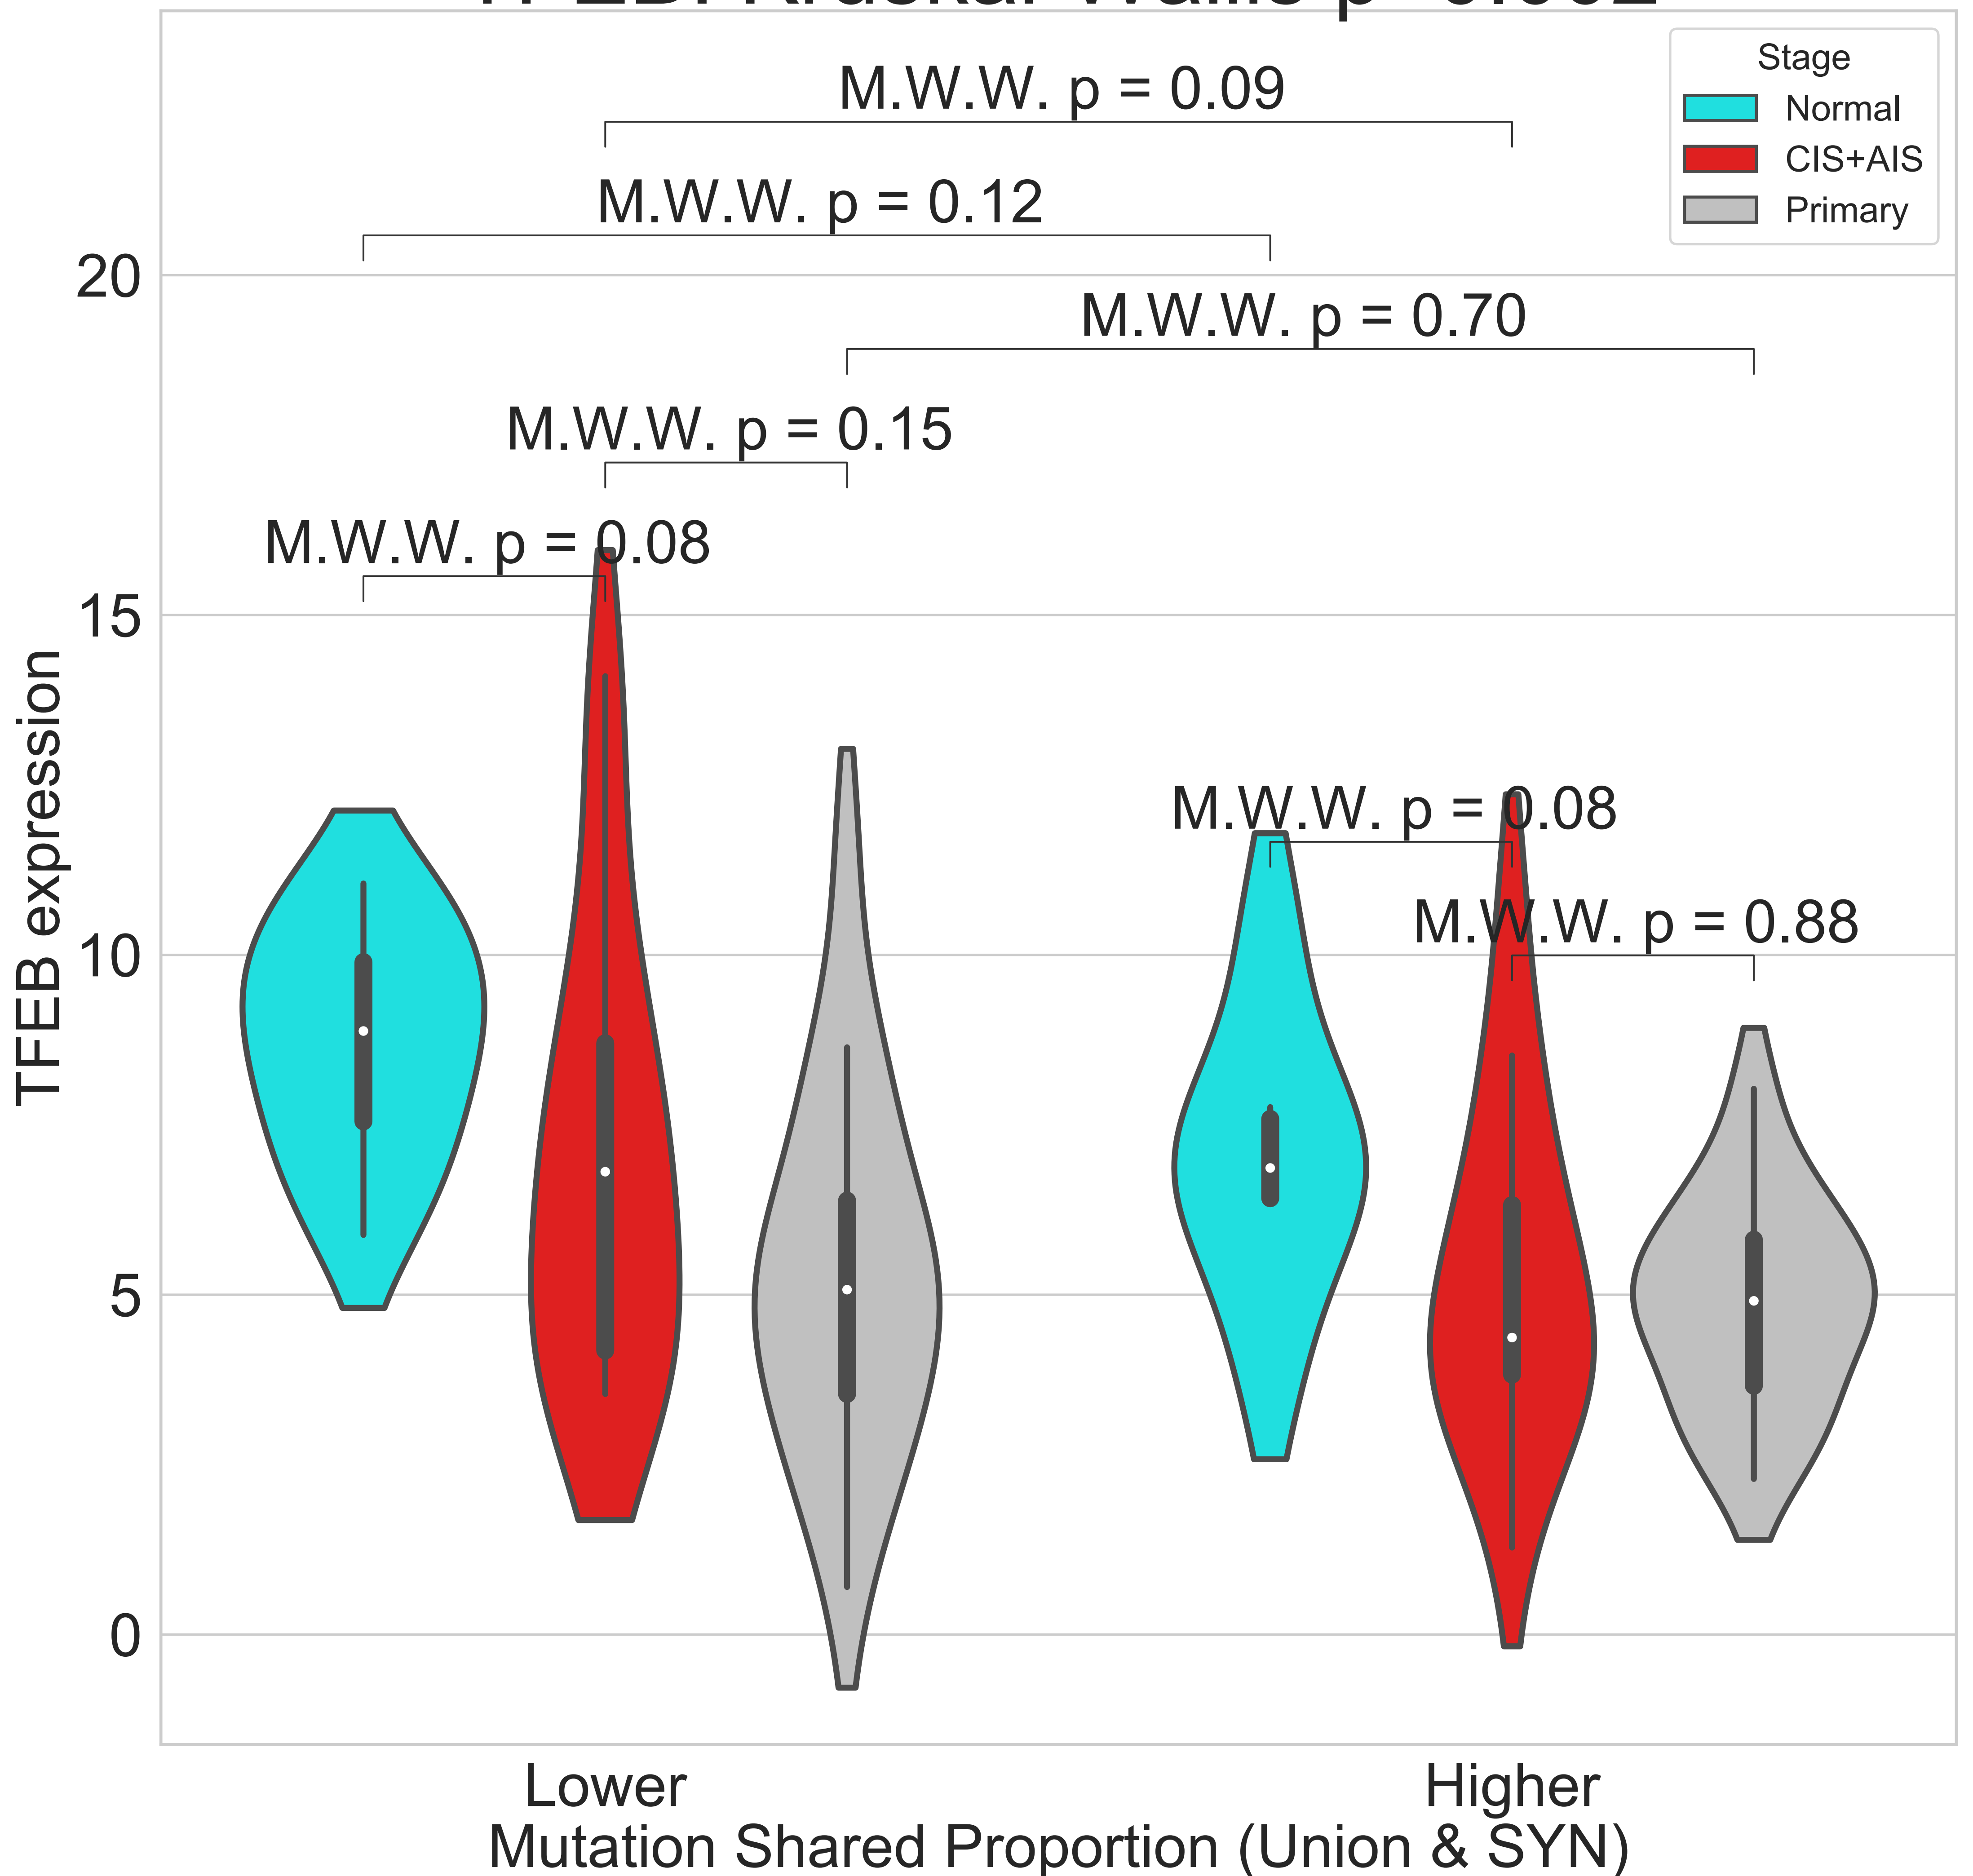 Stage
Normal
CIS+AIS
Primary
M.W.W. p = 0.09
M.W.W. p = 0.12
M.W.W. p = 0.70
M.W.W. p = 0.15
M.W.W. p = 0.08
M.W.W. p = 0.08
M.W.W. p = 0.88
20
15
10
5
0
TFEB expression
Lower
Higher
Mutation Shared Proportion (Union & SYN)